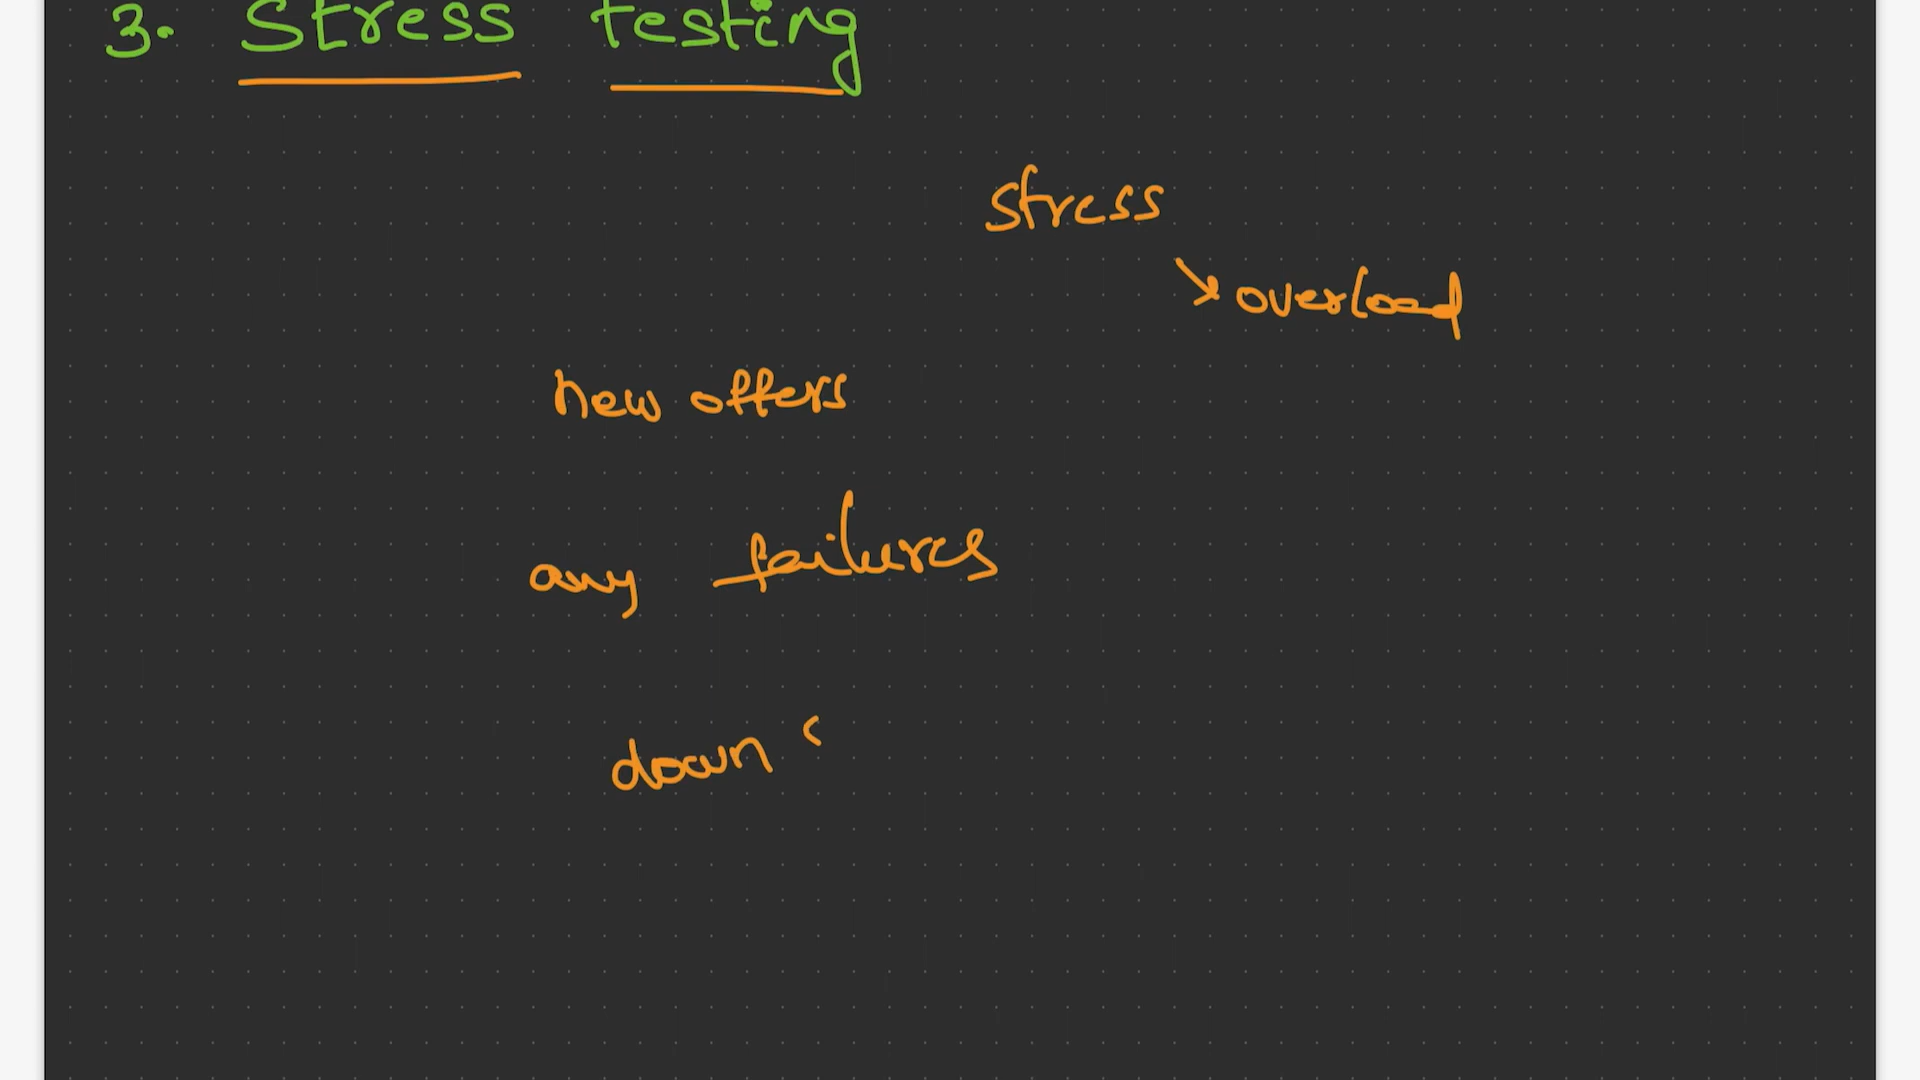 3. Stress testing
stress
↘ overload
new offers
any failures
down